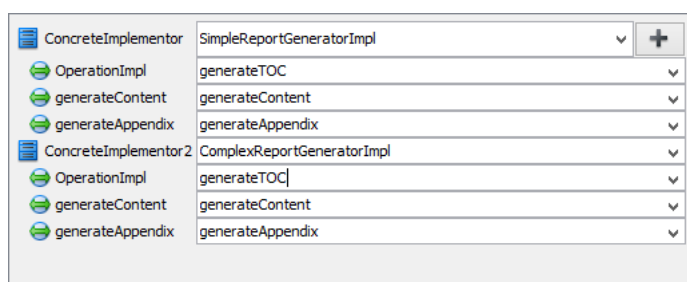 ConcreteImplementor SimpleReportGeneratorImpl
OperationImpl generateTOC
generateContent generateContent
generateAppendix generateAppendix
ConcreteImplementor2 ComplexReportGeneratorImpl
OperationImpl generateTOC
generateContent generateContent
generateAppendix generateAppendix